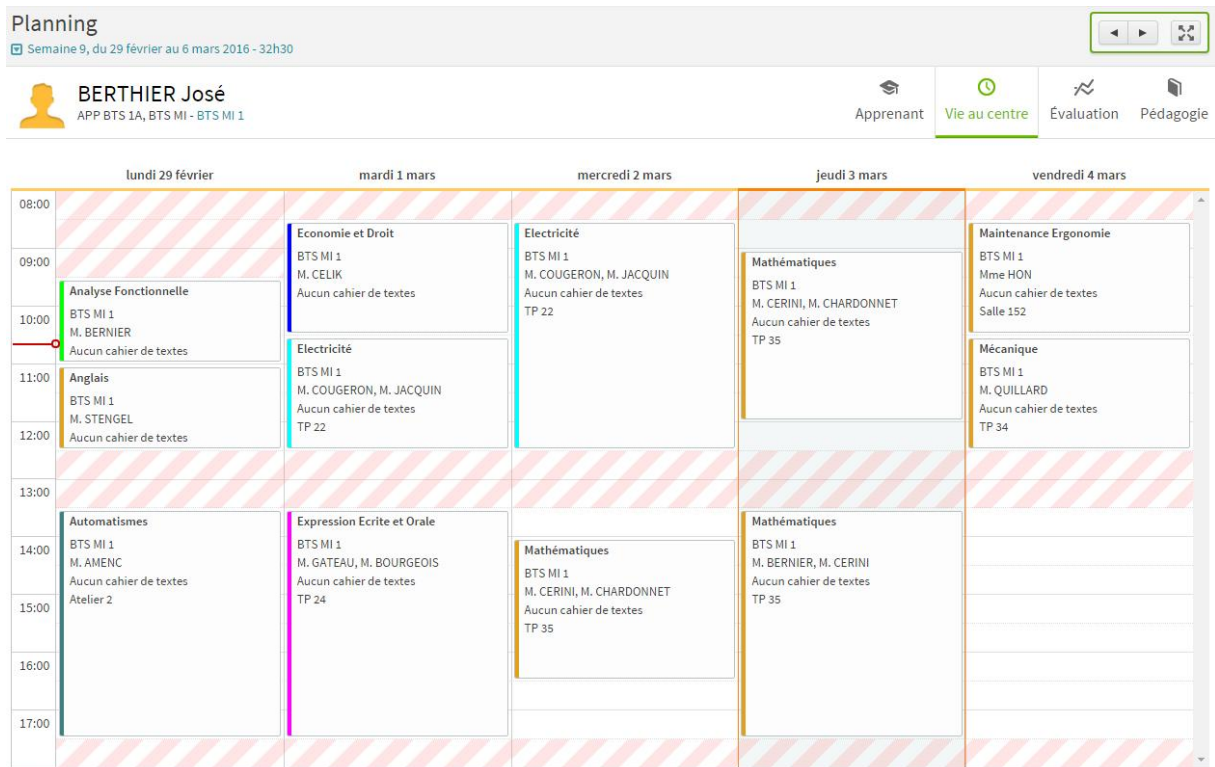 Planning
Semaine 9, du 29 février au 6 mars 2016 - 32h30
BERTHIER José
APP BTS 1A, BTS MI - BTS MI 1
Apprenant
Vie au centre
Évaluation
Pédagogie
lundi 29 février
mardi 1 mars
mercredi 2 mars
jeudi 3 mars
vendredi 4 mars
08:00
09:00
10:00
11:00
12:00
13:00
14:00
15:00
16:00
17:00
Analyse Fonctionnelle
BTS MI 1
M. BERNIER
Aucun cahier de textes
Anglais
BTS MI 1
M. STENGEL
Aucun cahier de textes
Automatismes
BTS MI 1
M. AMENC
Aucun cahier de textes
Atelier 2
Economie et Droit
BTS MI 1
M. CELIK
Aucun cahier de textes
Electricité
BTS MI 1
M. COUGERON, M. JACQUIN
Aucun cahier de textes
TP 22
Expression Ecrite et Orale
BTS MI 1
M. GATEAU, M. BOURGEOIS
Aucun cahier de textes
TP 24
Electricité
BTS MI 1
M. COUGERON, M. JACQUIN
Aucun cahier de textes
TP 22
Mathématiques
BTS MI 1
M. CERINI, M. CHARDONNET
Aucun cahier de textes
TP 35
Mathématiques
BTS MI 1
M. CERINI, M. CHARDONNET
Aucun cahier de textes
TP 35
Mathématiques
BTS MI 1
M. BERNIER, M. CERINI
Aucun cahier de textes
TP 35
Maintenance Ergonomie
BTS MI 1
Mme HON
Aucun cahier de textes
Salle 152
Mécanique
BTS MI 1
M. QUILLARD
Aucun cahier de textes
TP 34